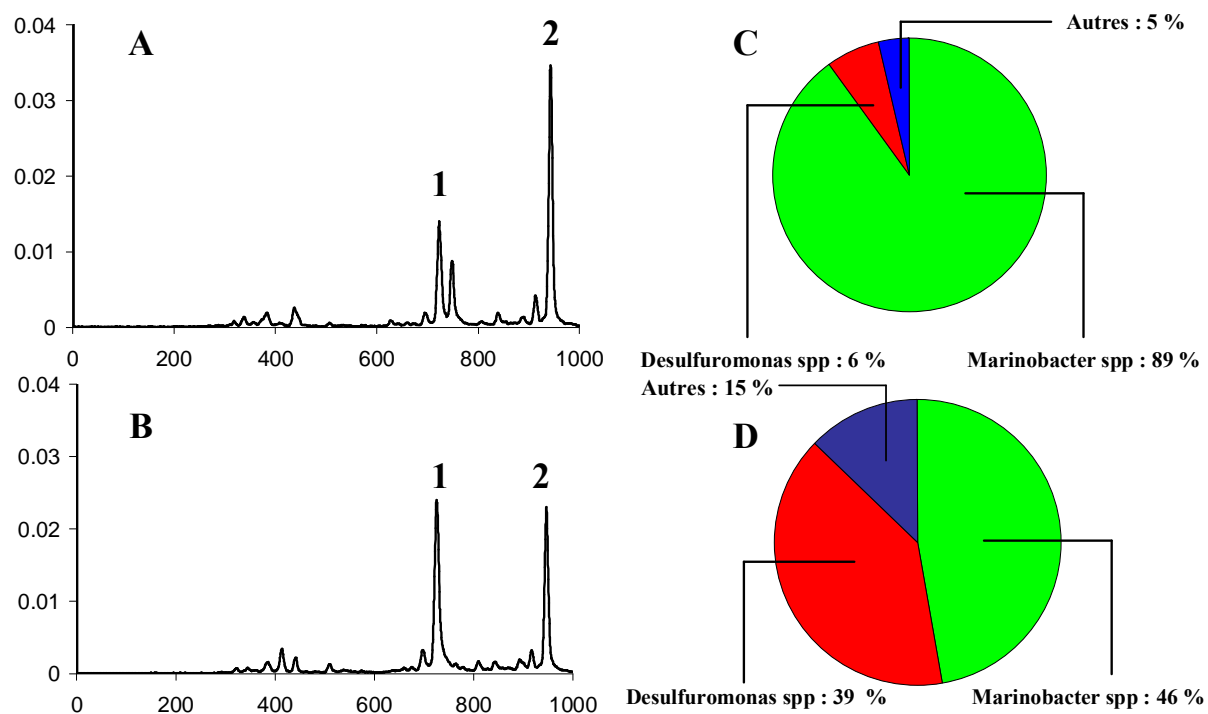 A
0.04
0.03
0.02
0.01
0
1
2
0 200 400 600 800 1000
B
0.04
0.03
0.02
0.01
0
1 2
0 200 400 600 800 1000
C
Autres : 5 %
Desulfuromonas spp : 6 % Marinobacter spp : 89 %
D
Autres : 15 %
Desulfuromonas spp : 39 % Marinobacter spp : 46 %